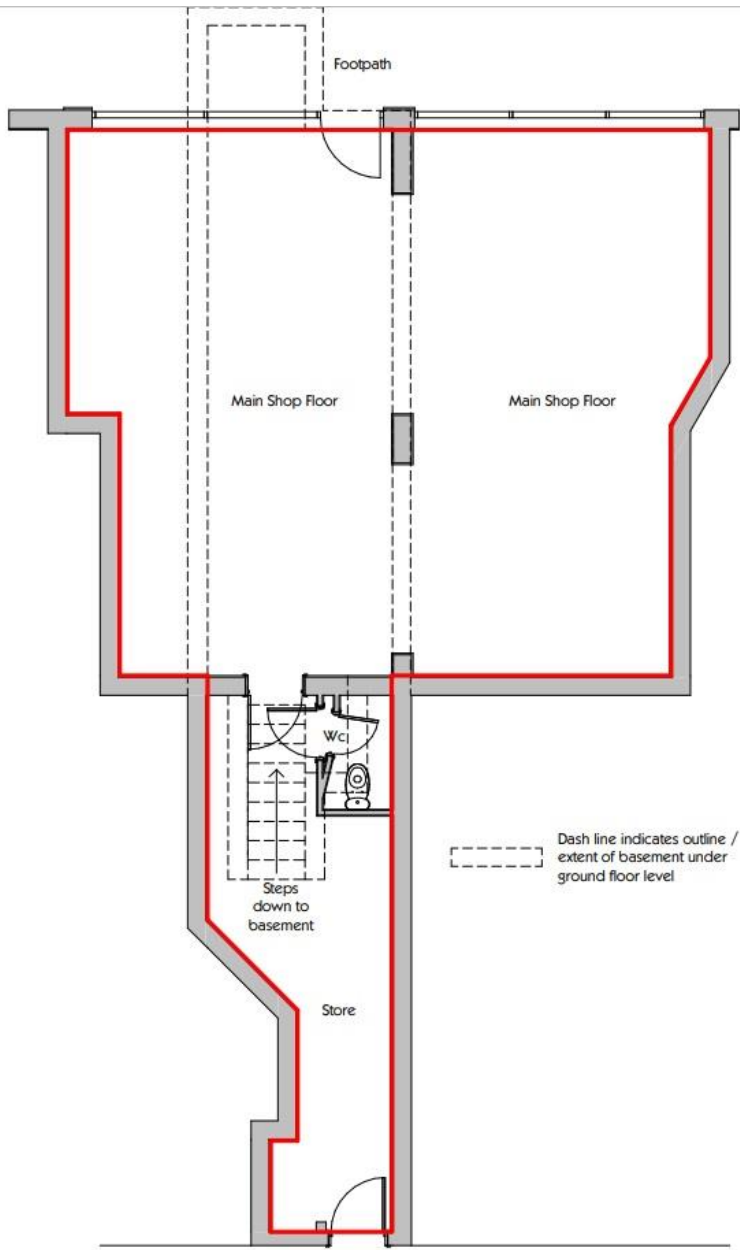 Footpath
Main Shop Floor
Main Shop Floor
Wc
Dash line indicates outline /
extent of basement under
ground floor level
Steps
down to
basement
Store